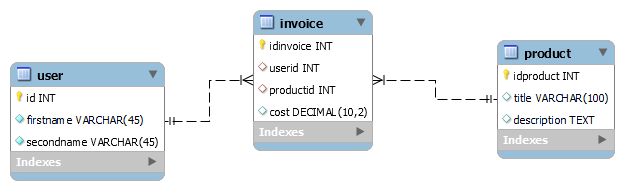 user
id INT
firstname VARCHAR(45)
secondname VARCHAR(45)
Indexes
invoice
idinvoice INT
userid INT
productid INT
cost DECIMAL(10,2)
Indexes
product
idproduct INT
title VARCHAR(100)
description TEXT
Indexes